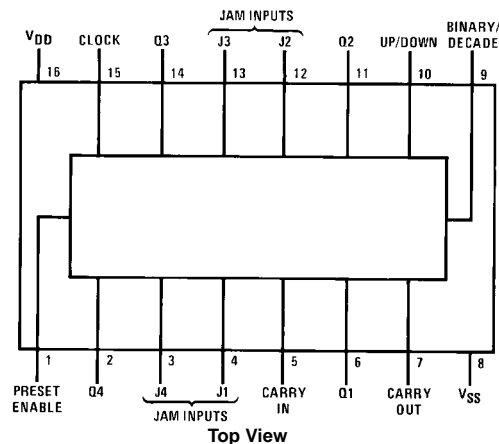 JAM INPUTS
VDD CLOCK Q3 J3 J2 Q2 UP/DOWN BINARY/
DECADE
16 15 14 13 12 11 10 9
1 2 3 4 5 6 7 8
PRESET
ENABLE Q4 J4 J1 CARRY
IN Q1 CARRY
OUT VSS
JAM INPUTS
Top View